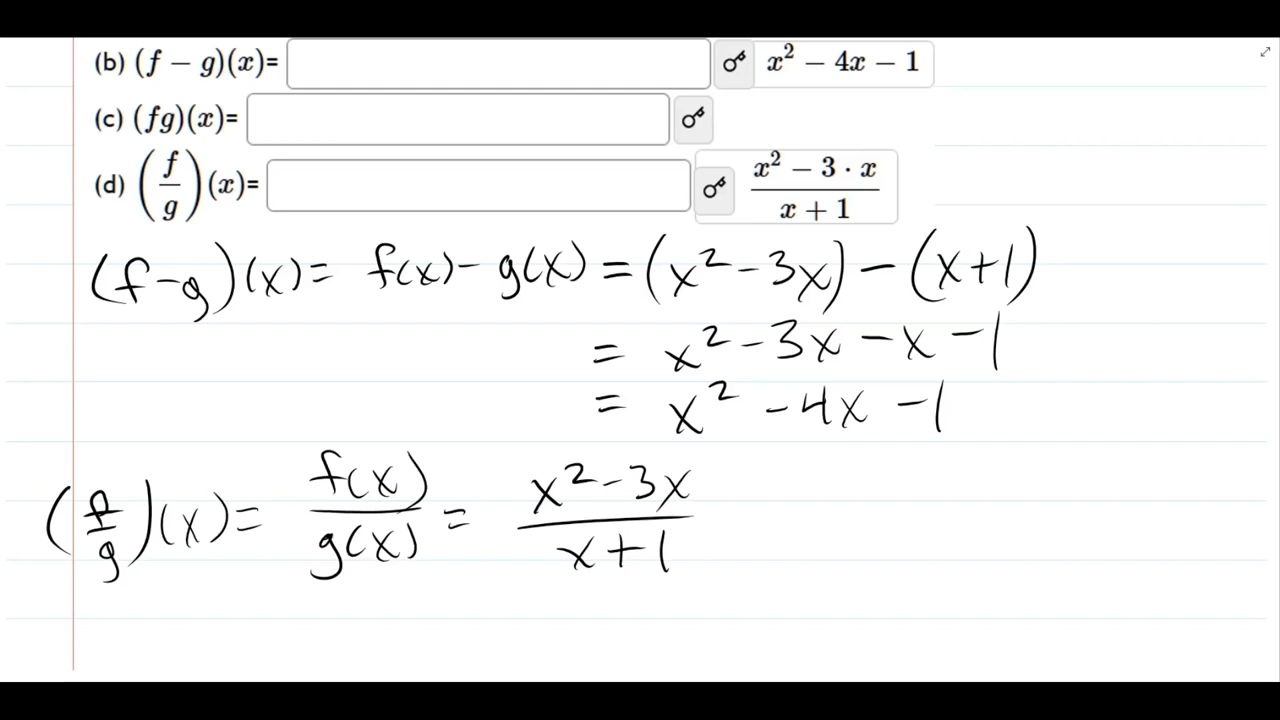 (b) (f − g)(x)= x² − 4x − 1
(c) (fg)(x)=
(d) (f/g)(x)= (x² − 3 · x)/(x + 1)
(f−g)(x) = f(x) − g(x) = (x² − 3x) − (x+1)
= x² − 3x − x − 1
= x² − 4x − 1
(f/g)(x) = f(x)/g(x) = (x² − 3x)/(x+1)